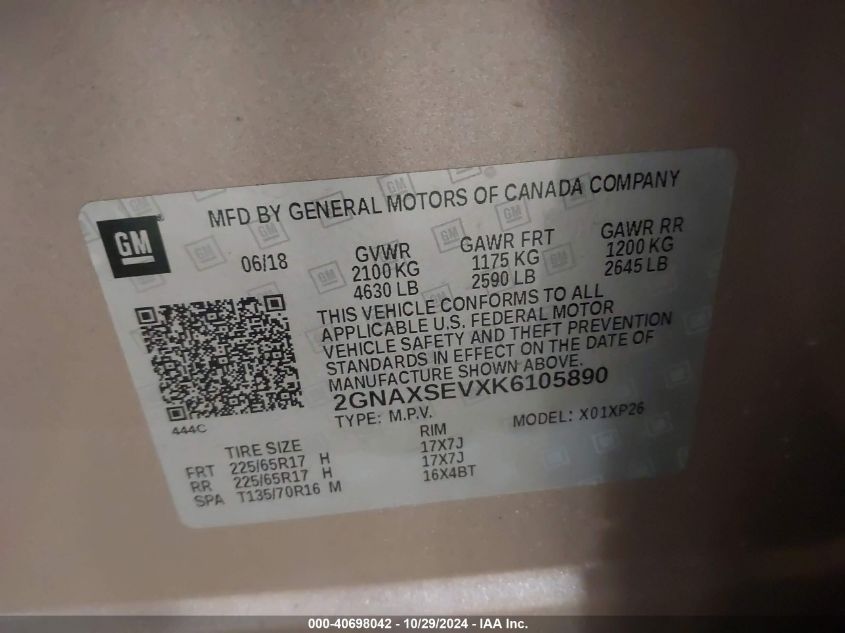 MFD BY GENERAL MOTORS OF CANADA COMPANY
GM
06/18
GVWR GAWR FRT GAWR RR
2100 KG 1175 KG 1200 KG
4630 LB 2590 LB 2645 LB
THIS VEHICLE CONFORMS TO ALL
APPLICABLE U.S. FEDERAL MOTOR
VEHICLE SAFETY AND THEFT PREVENTION
STANDARDS IN EFFECT ON THE DATE OF
MANUFACTURE SHOWN ABOVE.
2GNAXSEVXK6105890
TYPE: M.P.V. MODEL: X01XP26
444C
TIRE SIZE RIM
FRT 225/65R17 H 17X7J
RR 225/65R17 H 17X7J
SPA T135/70R16 M 16X4BT
000-40698042 - 10/29/2024 - IAA Inc.